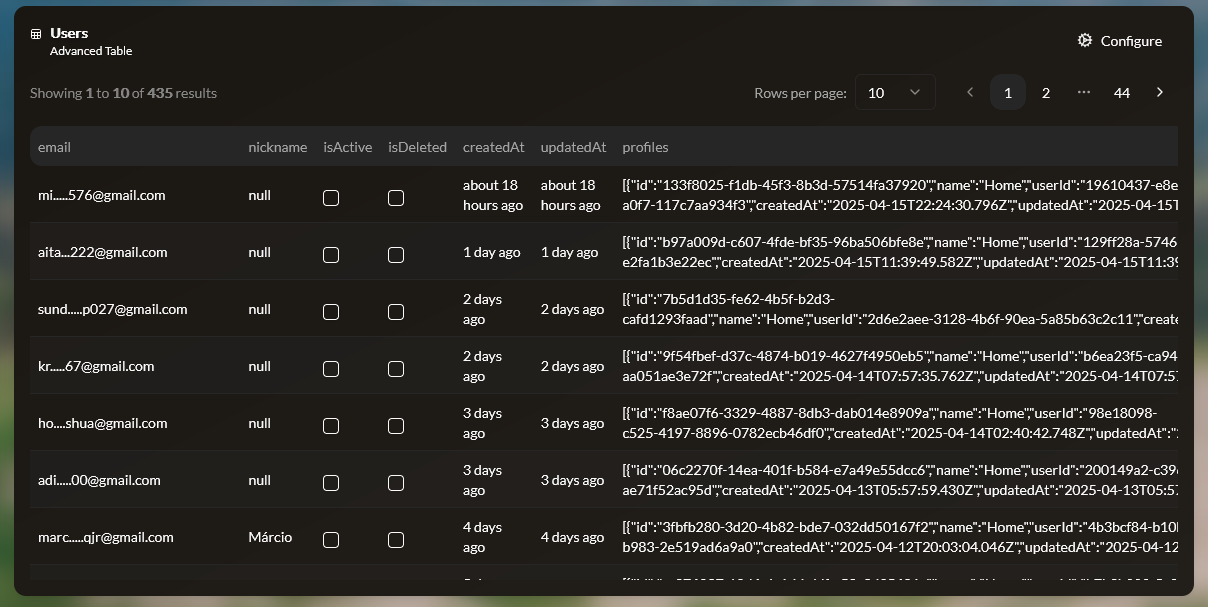 Users
Advanced Table
Configure
Showing 1 to 10 of 435 results
Rows per page: 10
1 2 ... 44
email nickname isActive isDeleted createdAt updatedAt profiles
mi.....576@gmail.com null about 18 hours ago about 18 hours ago [{"id":"133f8025-f1db-45f3-8b3d-57514fa37920","name":"Home","userId":"19610437-e8e
a0f7-117c7aa934f3","createdAt":"2025-04-15T22:24:30.796Z","updatedAt":"2025-04-15T
aita...222@gmail.com null 1 day ago 1 day ago [{"id":"b97a009d-c607-4fde-bf35-96ba506bfe8e","name":"Home","userId":"129ff28a-5746
e2fa1b3e22ec","createdAt":"2025-04-15T11:39:49.582Z","updatedAt":"2025-04-15T11:39
sund.....p027@gmail.com null 2 days ago 2 days ago [{"id":"7b5d1d35-fe62-4b5f-b2d3-
cafd1293faad","name":"Home","userId":"2d6e2aee-3128-4b6f-90ea-5a85b63c2c11","create
kr.....67@gmail.com null 2 days ago 2 days ago [{"id":"9f54fbef-d37c-4874-b019-4627f4950eb5","name":"Home","userId":"b6ea23f5-ca94
aa051ae3e72f","createdAt":"2025-04-14T07:57:35.762Z","updatedAt":"2025-04-14T07:57
ho....shua@gmail.com null 3 days ago 3 days ago [{"id":"f8ae07f6-3329-4887-8db3-dab014e8909a","name":"Home","userId":"98e18098-
c525-4197-8896-0782ecb46df0","createdAt":"2025-04-14T02:40:42.748Z","updatedAt":"
adi.....00@gmail.com null 3 days ago 3 days ago [{"id":"06c2270f-14ea-401f-b584-e7a49e55dcc6","name":"Home","userId":"200149a2-c39
ae71f52ac95d","createdAt":"2025-04-13T05:57:59.430Z","updatedAt":"2025-04-13T05:57
marc.....qjr@gmail.com Márcio 4 days ago 4 days ago [{"id":"3fbfb280-3d20-4b82-bde7-032dd50167f2","name":"Home","userId":"4b3bcf84-b10
b983-2e519ad6a9a0","createdAt":"2025-04-12T20:03:04.046Z","updatedAt":"2025-04-12